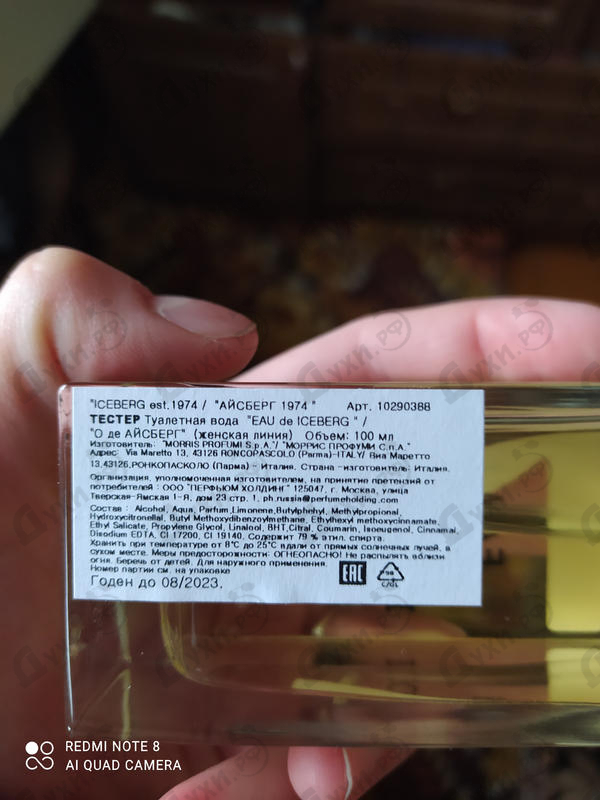 "ICEBERG est.1974 / "АЙСБЕРГ 1974 " Арт. 10290368
ТЕСТЕР Туалетная вода "EAU de ICEBERG " /
"О де АЙСБЕРГ" (женская линия) Объем: 100 мл
Изготовитель: "MORRIS PROFUMI S.p.A."/ "МОРРИС ПРОФУМИ С.п.А."
Адрес: Via Maretto 13, 43126 RONCOPASCOLO (Parma)-ITALY/ Виа Маретто
13,43126,РОНКОПАСКОЛО (Парма) - Италия. Страна -изготовитель: Италия.
Организация, уполномоченная изготовителем, на принятие претензий от
потребителей : ООО "ПЕРФЬЮМ ХОЛДИНГ" 125047, г. Москва, улица
Тверская-Ямская 1-Я, дом 23 стр. 1, ph.russia@perfumeholding.com
Состав : Alcohol, Aqua, Parfum,Limonene,Butylphehyl, Methylpropional,
Hydroxycitronellal, Butyl Methoxydibenzoylmethane, Ethylhexyl methoxycinnamate,
Ethyl Salicate, Propylene Glycol, Linalool, BHT,Citral, Coumarin, Isoeugenol, Cinnamal,
Disodium EDTA, CI 17200, CI 19140. Содержит 79 % этил. спирта.
Хранить при температуре от 8°С до 25°С вдали от прямых солнечных лучей, в
сухом месте. Меры предосторожности: ОГНЕОПАСНО! Не распылять вблизи
огня. Беречь от детей. Для наружного применения.
Номер партии см. на упаковке
Годен до 08/2023.
EAC
C/GL
REDMI NOTE 8
AI QUAD CAMERA
Духи.рф